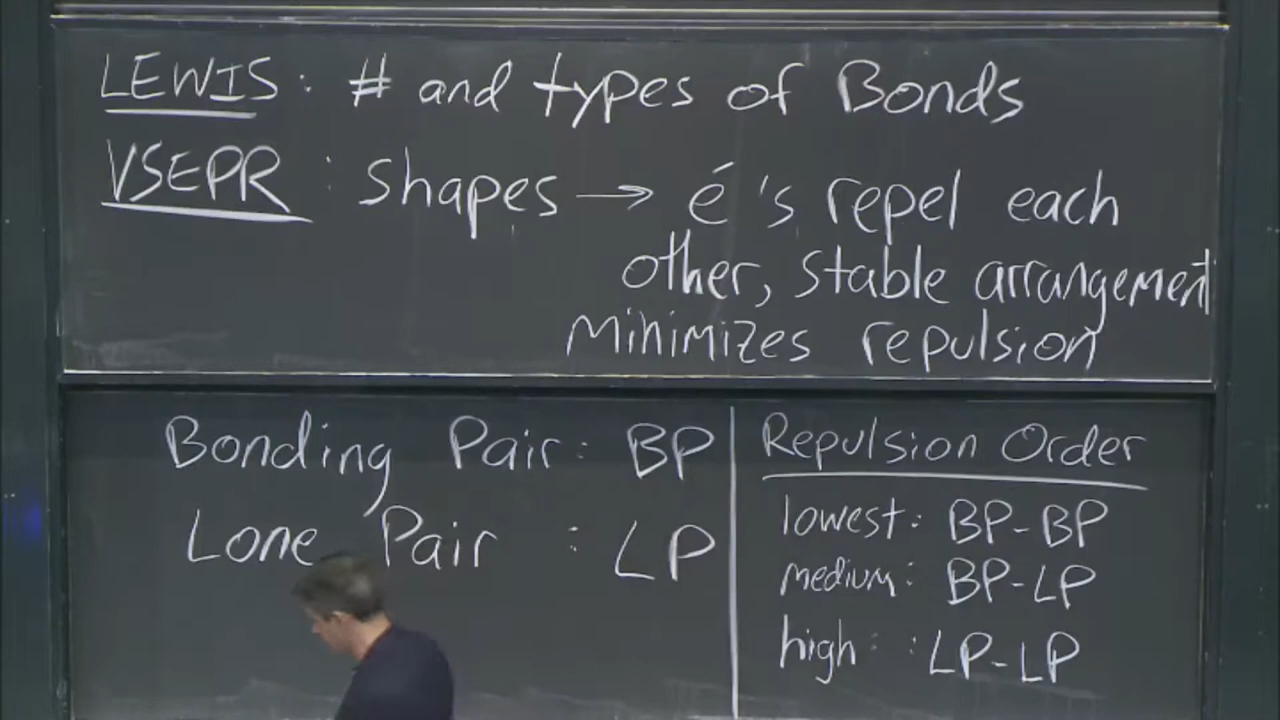 LEWIS: # and types of Bonds
VSEPR: shapes → é's repel each
other, stable arrangement
minimizes repulsion
Bonding Pair: BP
Lone Pair : LP
Repulsion Order
lowest: BP-BP
medium: BP-LP
high: :LP-LP